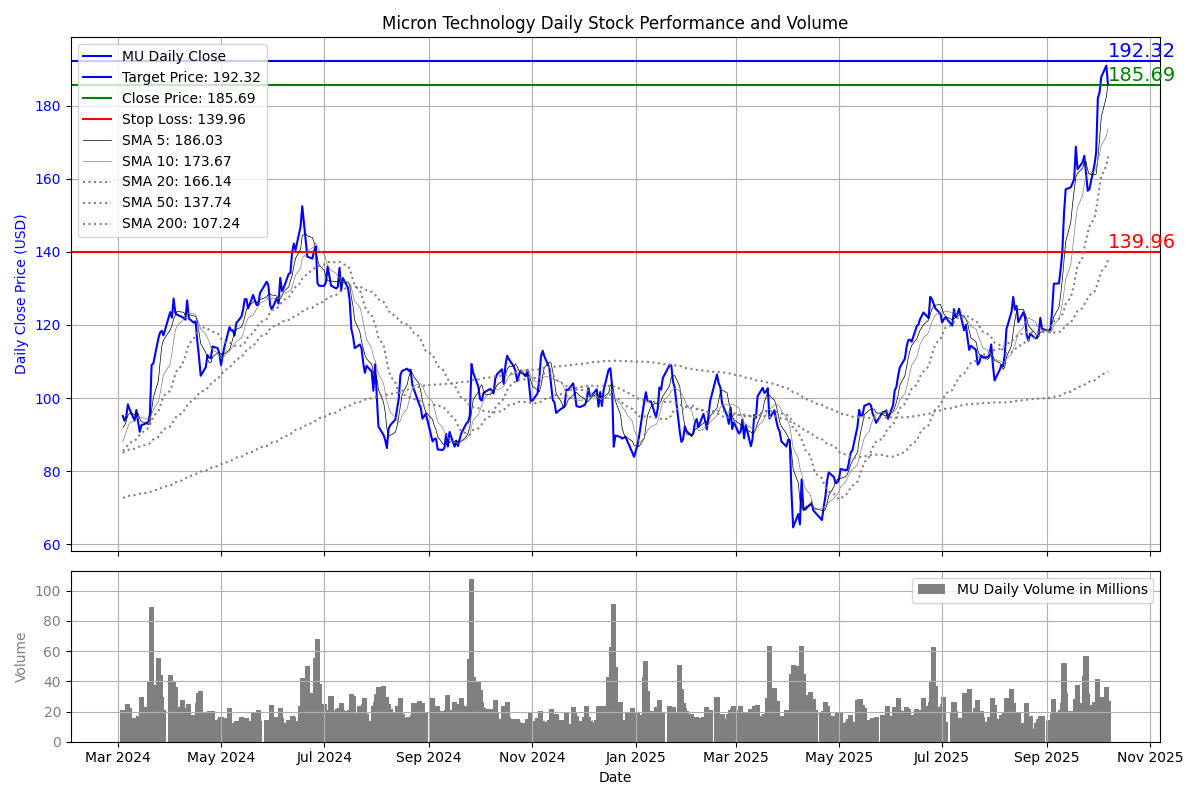 Micron Technology Daily Stock Performance and Volume
192.32
185.69
139.96
MU Daily Close
Target Price: 192.32
Close Price: 185.69
Stop Loss: 139.96
SMA 5: 186.03
SMA 10: 173.67
SMA 20: 166.14
SMA 50: 137.74
SMA 200: 107.24
Daily Close Price (USD)
180
160
140
120
100
80
60
MU Daily Volume in Millions
Volume
100
80
60
40
20
0
Mar 2024 May 2024 Jul 2024 Sep 2024 Nov 2024 Jan 2025 Mar 2025 May 2025 Jul 2025 Sep 2025 Nov 2025
Date